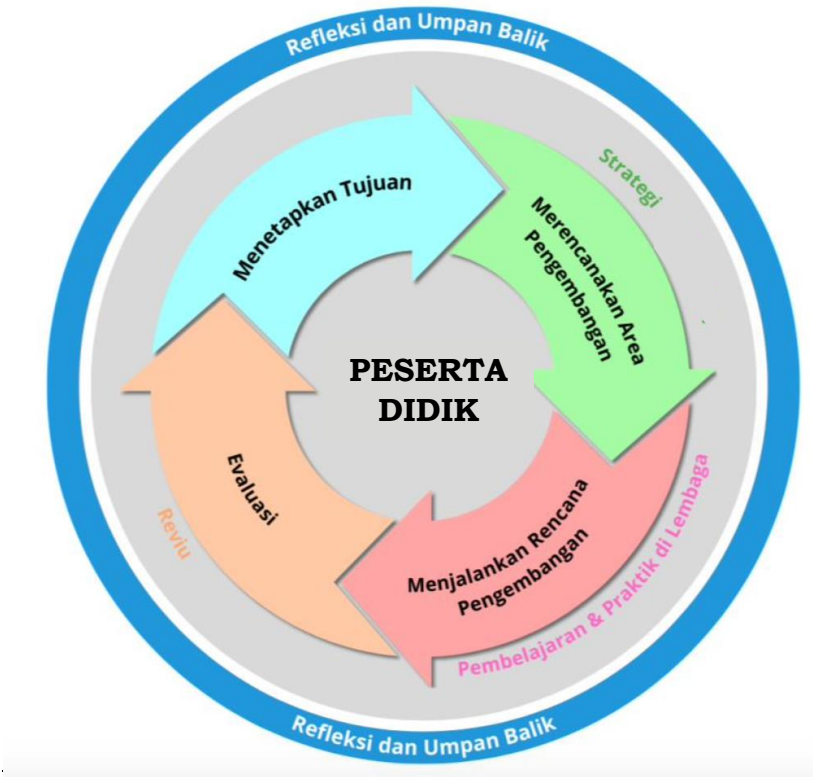 Refleksi dan Umpan Balik
Menetapkan Tujuan
Strategi
Merencanakan Area
Pengembangan
PESERTA
DIDIK
Evaluasi
Reviu
Menjalankan Rencana
Pengembangan
Pembelajaran & Praktik di Lembaga
Refleksi dan Umpan Balik